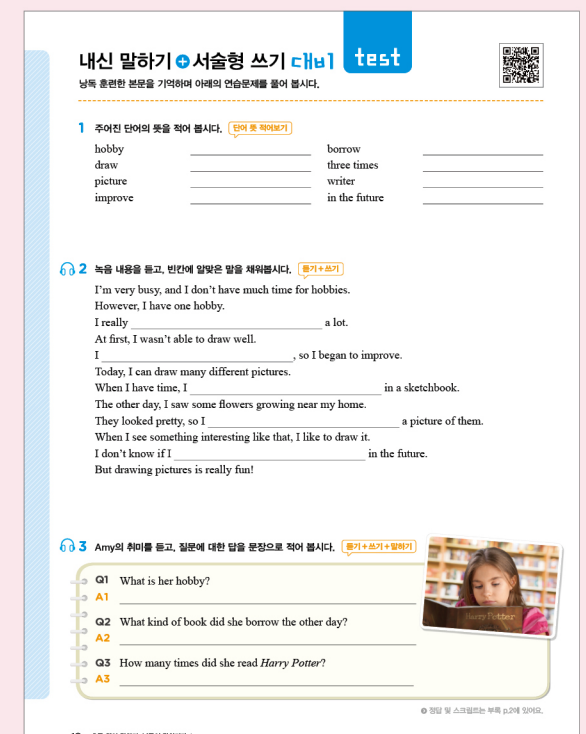 내신 말하기 + 서술형 쓰기 대비 test
낭독 훈련한 본문을 기억하며 아래의 연습문제를 풀어 봅시다.
1 주어진 단어의 뜻을 적어 봅시다. 단어 뜻 적어보기
hobby borrow
draw three times
picture writer
improve in the future
2 녹음 내용을 듣고, 빈칸에 알맞은 말을 채워봅시다. 듣기+쓰기
I'm very busy, and I don't have much time for hobbies.
However, I have one hobby.
I really ____ a lot.
At first, I wasn't able to draw well.
I ____, so I began to improve.
Today, I can draw many different pictures.
When I have time, I ____ in a sketchbook.
The other day, I saw some flowers growing near my home.
They looked pretty, so I ____ a picture of them.
When I see something interesting like that, I like to draw it.
I don't know if I ____ in the future.
But drawing pictures is really fun!
3 Amy의 취미를 듣고, 질문에 대한 답을 문장으로 적어 봅시다. 듣기+쓰기+말하기
Q1 What is her hobby?
A1
Q2 What kind of book did she borrow the other day?
A2
Q3 How many times did she read Harry Potter?
A3
Harry Potter
정답 및 스크립트는 부록 p.2에 있어요.